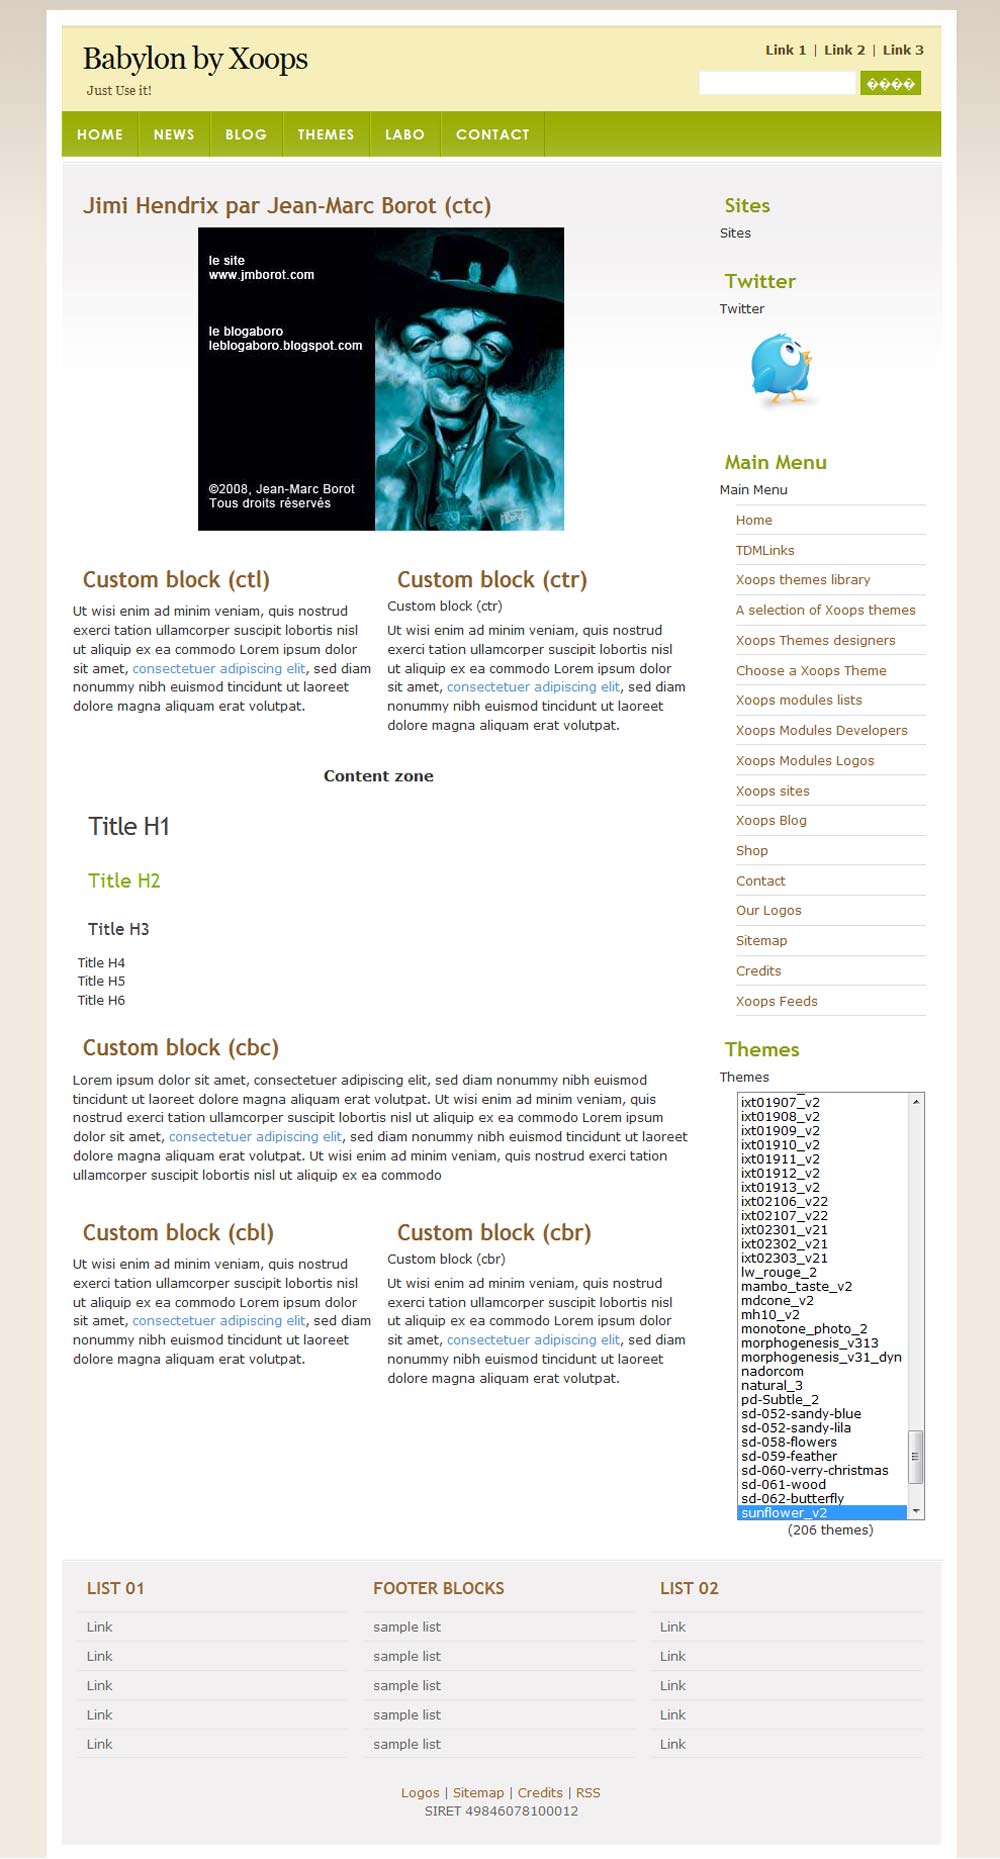 Babylon by Xoops
Just Use it!
Link 1 | Link 2 | Link 3
����
HOME NEWS BLOG THEMES LABO CONTACT
Jimi Hendrix par Jean-Marc Borot (ctc)
le site
www.jmborot.com
le blogaboro
leblogaboro.blogspot.com
©2008, Jean-Marc Borot
Tous droits réservés
Custom block (ctl)
Ut wisi enim ad minim veniam, quis nostrud
exerci tation ullamcorper suscipit lobortis nisl
ut aliquip ex ea commodo Lorem ipsum dolor
sit amet, consectetuer adipiscing elit, sed diam
nonummy nibh euismod tincidunt ut laoreet
dolore magna aliquam erat volutpat.
Custom block (ctr)
Custom block (ctr)
Ut wisi enim ad minim veniam, quis nostrud
exerci tation ullamcorper suscipit lobortis nisl
ut aliquip ex ea commodo Lorem ipsum dolor
sit amet, consectetuer adipiscing elit, sed diam
nonummy nibh euismod tincidunt ut laoreet
dolore magna aliquam erat volutpat.
Content zone
Title H1
Title H2
Title H3
Title H4
Title H5
Title H6
Custom block (cbc)
Lorem ipsum dolor sit amet, consectetuer adipiscing elit, sed diam nonummy nibh euismod
tincidunt ut laoreet dolore magna aliquam erat volutpat. Ut wisi enim ad minim veniam, quis
nostrud exerci tation ullamcorper suscipit lobortis nisl ut aliquip ex ea commodo Lorem ipsum
dolor sit amet, consectetuer adipiscing elit, sed diam nonummy nibh euismod tincidunt ut laoreet
dolore magna aliquam erat volutpat. Ut wisi enim ad minim veniam, quis nostrud exerci tation
ullamcorper suscipit lobortis nisl ut aliquip ex ea commodo
Custom block (cbl)
Ut wisi enim ad minim veniam, quis nostrud
exerci tation ullamcorper suscipit lobortis nisl
ut aliquip ex ea commodo Lorem ipsum dolor
sit amet, consectetuer adipiscing elit, sed diam
nonummy nibh euismod tincidunt ut laoreet
dolore magna aliquam erat volutpat.
Custom block (cbr)
Custom block (cbr)
Ut wisi enim ad minim veniam, quis nostrud
exerci tation ullamcorper suscipit lobortis nisl
ut aliquip ex ea commodo Lorem ipsum dolor
sit amet, consectetuer adipiscing elit, sed diam
nonummy nibh euismod tincidunt ut laoreet
dolore magna aliquam erat volutpat.
Sites
Sites
Twitter
Twitter
Main Menu
Main Menu
Home
TDMLinks
Xoops themes library
A selection of Xoops themes
Xoops Themes designers
Choose a Xoops Theme
Xoops modules lists
Xoops Modules Developers
Xoops Modules Logos
Xoops sites
Xoops Blog
Shop
Contact
Our Logos
Sitemap
Credits
Xoops Feeds
Themes
Themes
ixt01907_v2
ixt01908_v2
ixt01909_v2
ixt01910_v2
ixt01911_v2
ixt01912_v2
ixt01913_v2
ixt02106_v22
ixt02107_v22
ixt02301_v21
ixt02302_v21
ixt02303_v21
lw_rouge_2
mambo_taste_v2
mdcone_v2
mh10_v2
monotone_photo_2
morphogenesis_v313
morphogenesis_v31_dyn
nadorcom
natural_3
pd-Subtle_2
sd-052-sandy-blue
sd-052-sandy-lila
sd-058-flowers
sd-059-feather
sd-060-verry-christmas
sd-061-wood
sd-062-butterfly
sunflower_v2
(206 themes)
LIST 01
Link
Link
Link
Link
Link
FOOTER BLOCKS
sample list
sample list
sample list
sample list
sample list
LIST 02
Link
Link
Link
Link
Link
Logos | Sitemap | Credits | RSS
SIRET 49846078100012